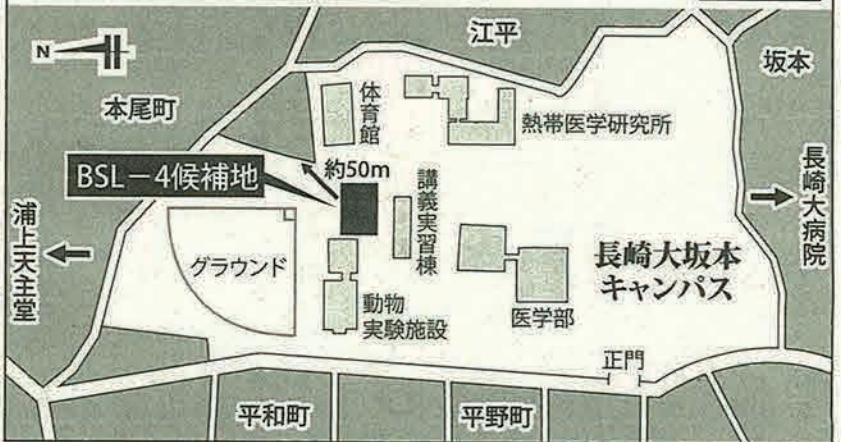 N
江平
坂本
本尾町
体育館
熱帯医学研究所
BSL－4候補地
約50m
講義実習棟
長崎大病院
浦上天主堂
グラウンド
長崎大坂本
キャンパス
動物
実験施設
医学部
正門
平和町
平野町